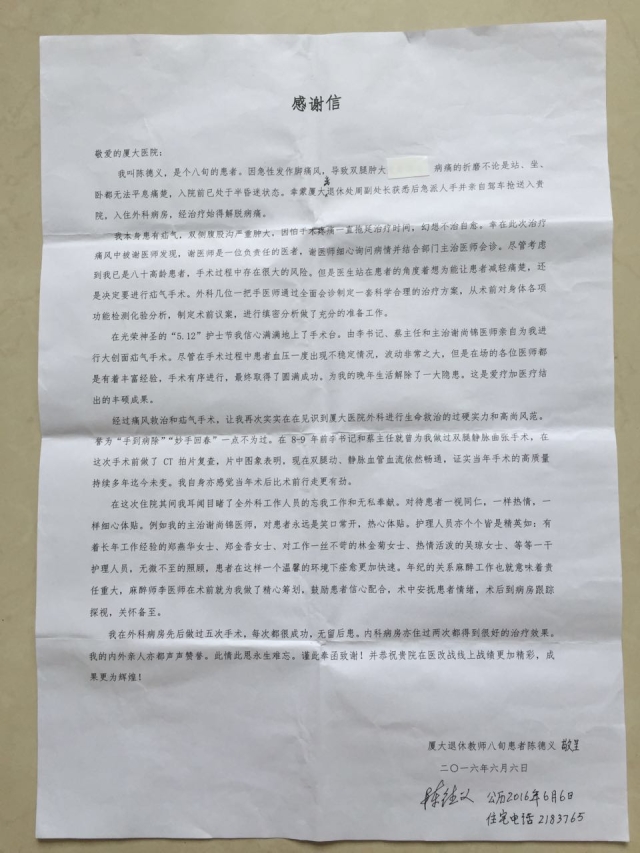 感谢信
敬爱的厦大医院：
我叫陈德义，是个八旬的患者。因急性发作脚痛风，导致双腿肿大 病痛的折磨不论是站、坐、
卧都无法平息痛楚，入院前已处于半昏迷状态。幸蒙厦大退休处周副处长获悉后急派人手并亲自驾车抢送入贵
院，入住外科病房，经治疗始得解脱病痛。
我本身患有疝气，双侧腹股沟严重肿大，因怕手术疼痛一直拖延治疗时间，幻想不治自愈。幸在此次治疗
痛风中被谢医师发现，谢医师是一位负责任的医者，谢医师细心询问病情并结合部门主治医师会诊。尽管考虑
到我已是八十高龄患者，手术过程中存在很大的风险。但是医生站在患者的角度着想为能让患者减轻痛楚，还
是决定要进行疝气手术。外科几位一把手医师通过全面会诊制定一套科学合理的治疗方案，从术前对身体各项
功能检测化验分析，制定术前议案，进行缜密分析做了充分的准备工作。
在光荣神圣的“5.12”护士节我信心满满地上了手术台。由李书记、蔡主任和主治谢尚锦医师亲自为我进
行大创面疝气手术。尽管在手术过程中患者血压一度出现不稳定情况，波动非常之大，但是在场的各位医师都
是有着丰富经验，手术有序进行，最终取得了圆满成功。为我的晚年生活解除了一大隐患。这是爱疗加医疗结
出的丰硕成果。
经过痛风救治和疝气手术，让我再次实实在在见识到厦大医院外科进行生命救治的过硬实力和高尚风范。
誉为“手到病除”“妙手回春”一点不为过。在 8-9 年前李书记和蔡主任就曾为我做过双腿静脉曲张手术，在
这次手术前做了 CT 拍片复查，片中图象表明，现在双腿动、静脉血管血流依然畅通，证实当年手术的高质量
持续多年迄今未变。我自身亦感觉当年术后比术前行走更有劲。
在这次住院其间我耳闻目睹了全外科工作人员的忘我工作和无私奉献。对待患者一视同仁，一样热情，一
样细心体贴。例如我的主治谢尚锦医师，对患者永远是笑口常开，热心体贴。护理人员亦个个皆是精英如：有
着长年工作经验的郑燕华女士、郑金香女士、对工作一丝不苛的林金菊女士、热情活泼的吴琼女士、等等一干
护理人员，无微不至的照顾，患者在这样一个温馨的环境下痊愈更加快速。年纪的关系麻醉工作也就意味着
责任重大，麻醉师李医师在术前就为我做了精心筹划，鼓励患者信心配合，术中安抚患者情绪，术后到病房跟踪
探视，关怀备至。
我在外科病房先后做过五次手术，每次都很成功，无留后患。内科病房亦住过两次都得到很好的治疗效果。
我的内外亲人亦都声声赞誉。此情此恩永生难忘。谨此奉函致谢！并恭祝贵院在医改战线上战绩更加精彩，成
果更为辉煌！
厦大退休教师八旬患者陈德义 敬呈
二〇一六年六月六日
陈德义 公历2016年6月6日
住宅电话2183765